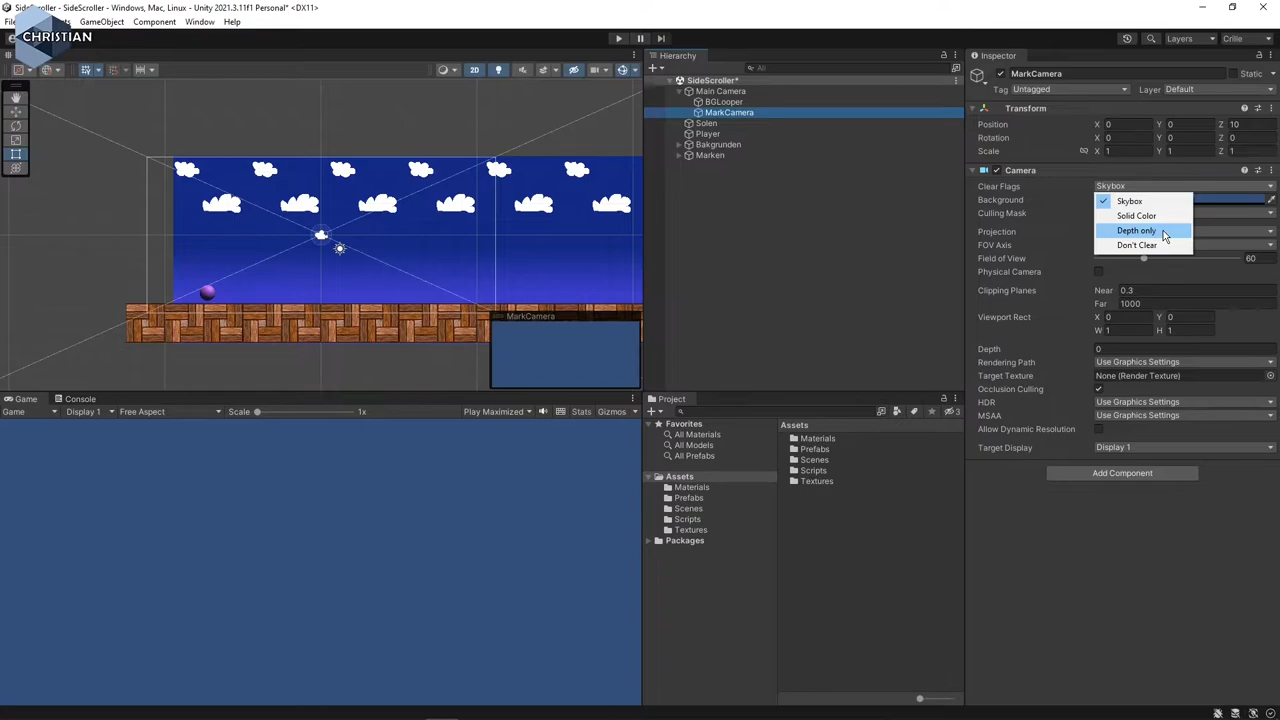 SideScroller - SideScroller - Windows, Mac, Linux - Unity 2021.3.11f1 Personal* <DX11>
GameObject Component Window Help
CHRISTIAN
Layers Crille
Hierarchy
All
2D
SideScroller*
Main Camera
BGLooper
MarkCamera
Solen
Player
Bakgrunden
Marken
MarkCamera
Inspector
MarkCamera Static
Tag Untagged Layer Default
Transform
Position X 0 Y 0 Z 10
Rotation X 0 Y 0 Z 0
Scale X 1 Y 1 Z 1
Camera
Clear Flags Skybox
Background
Culling Mask
Projection
FOV Axis
Field of View 60
Skybox
Solid Color
Depth only
Don't Clear
Physical Camera
Clipping Planes Near 0.3
Far 1000
Viewport Rect X 0 Y 0
W 1 H 1
Depth 0
Rendering Path Use Graphics Settings
Target Texture None (Render Texture)
Occlusion Culling
HDR Use Graphics Settings
MSAA Use Graphics Settings
Allow Dynamic Resolution
Target Display Display 1
Add Component
Game Console
Game Display 1 Free Aspect Scale 1x Play Maximized Stats Gizmos
Project
3
Favorites
All Materials
All Models
All Prefabs
Assets
Materials
Prefabs
Scenes
Scripts
Textures
Packages
Assets
Materials
Prefabs
Scenes
Scripts
Textures